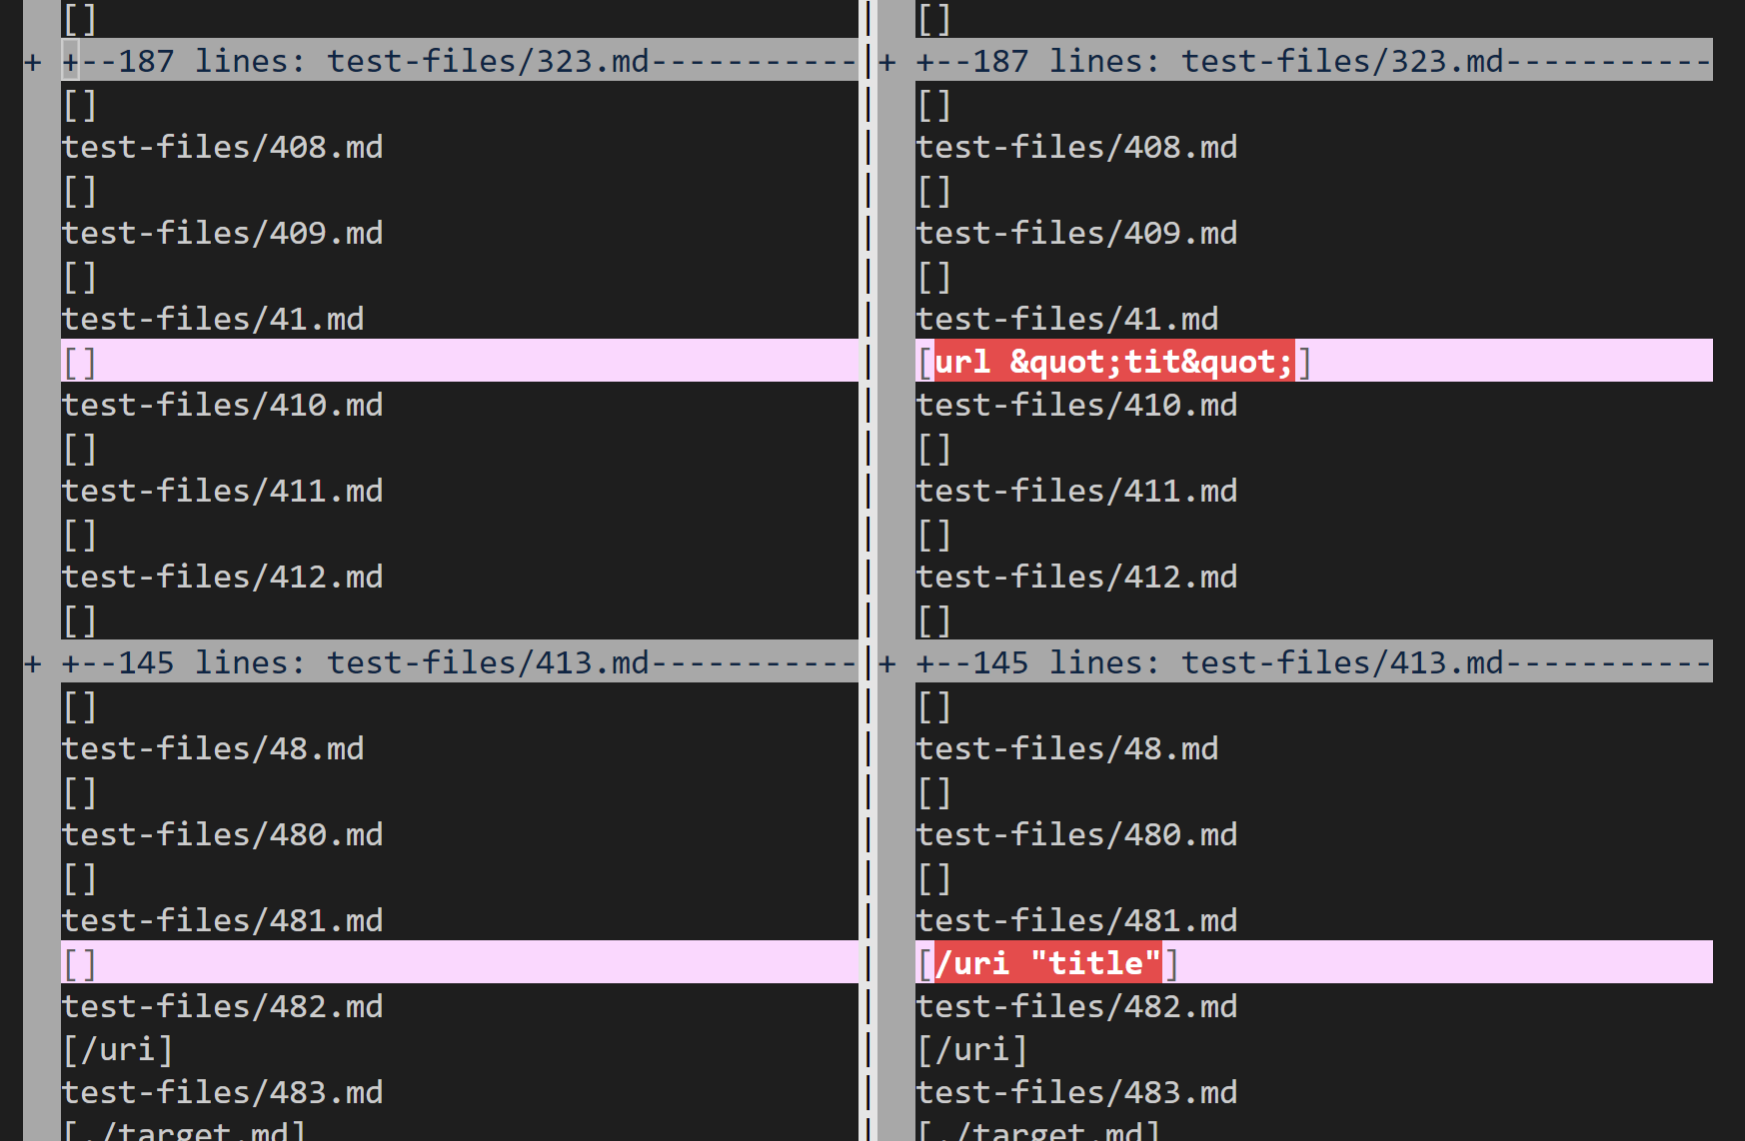 []
+ +--187 lines: test-files/323.md-----------
[]
test-files/408.md
[]
test-files/409.md
[]
test-files/41.md
[]
test-files/410.md
[]
test-files/411.md
[]
test-files/412.md
[]
+ +--145 lines: test-files/413.md-----------
[]
test-files/48.md
[]
test-files/480.md
[]
test-files/481.md
[]
test-files/482.md
[/uri]
test-files/483.md
[./target.md]
[]
+ +--187 lines: test-files/323.md-----------
[]
test-files/408.md
[]
test-files/409.md
[]
test-files/41.md
[url &quot;tit&quot;]
test-files/410.md
[]
test-files/411.md
[]
test-files/412.md
[]
+ +--145 lines: test-files/413.md-----------
[]
test-files/48.md
[]
test-files/480.md
[]
test-files/481.md
[/uri "title"]
test-files/482.md
[/uri]
test-files/483.md
[./target.md]